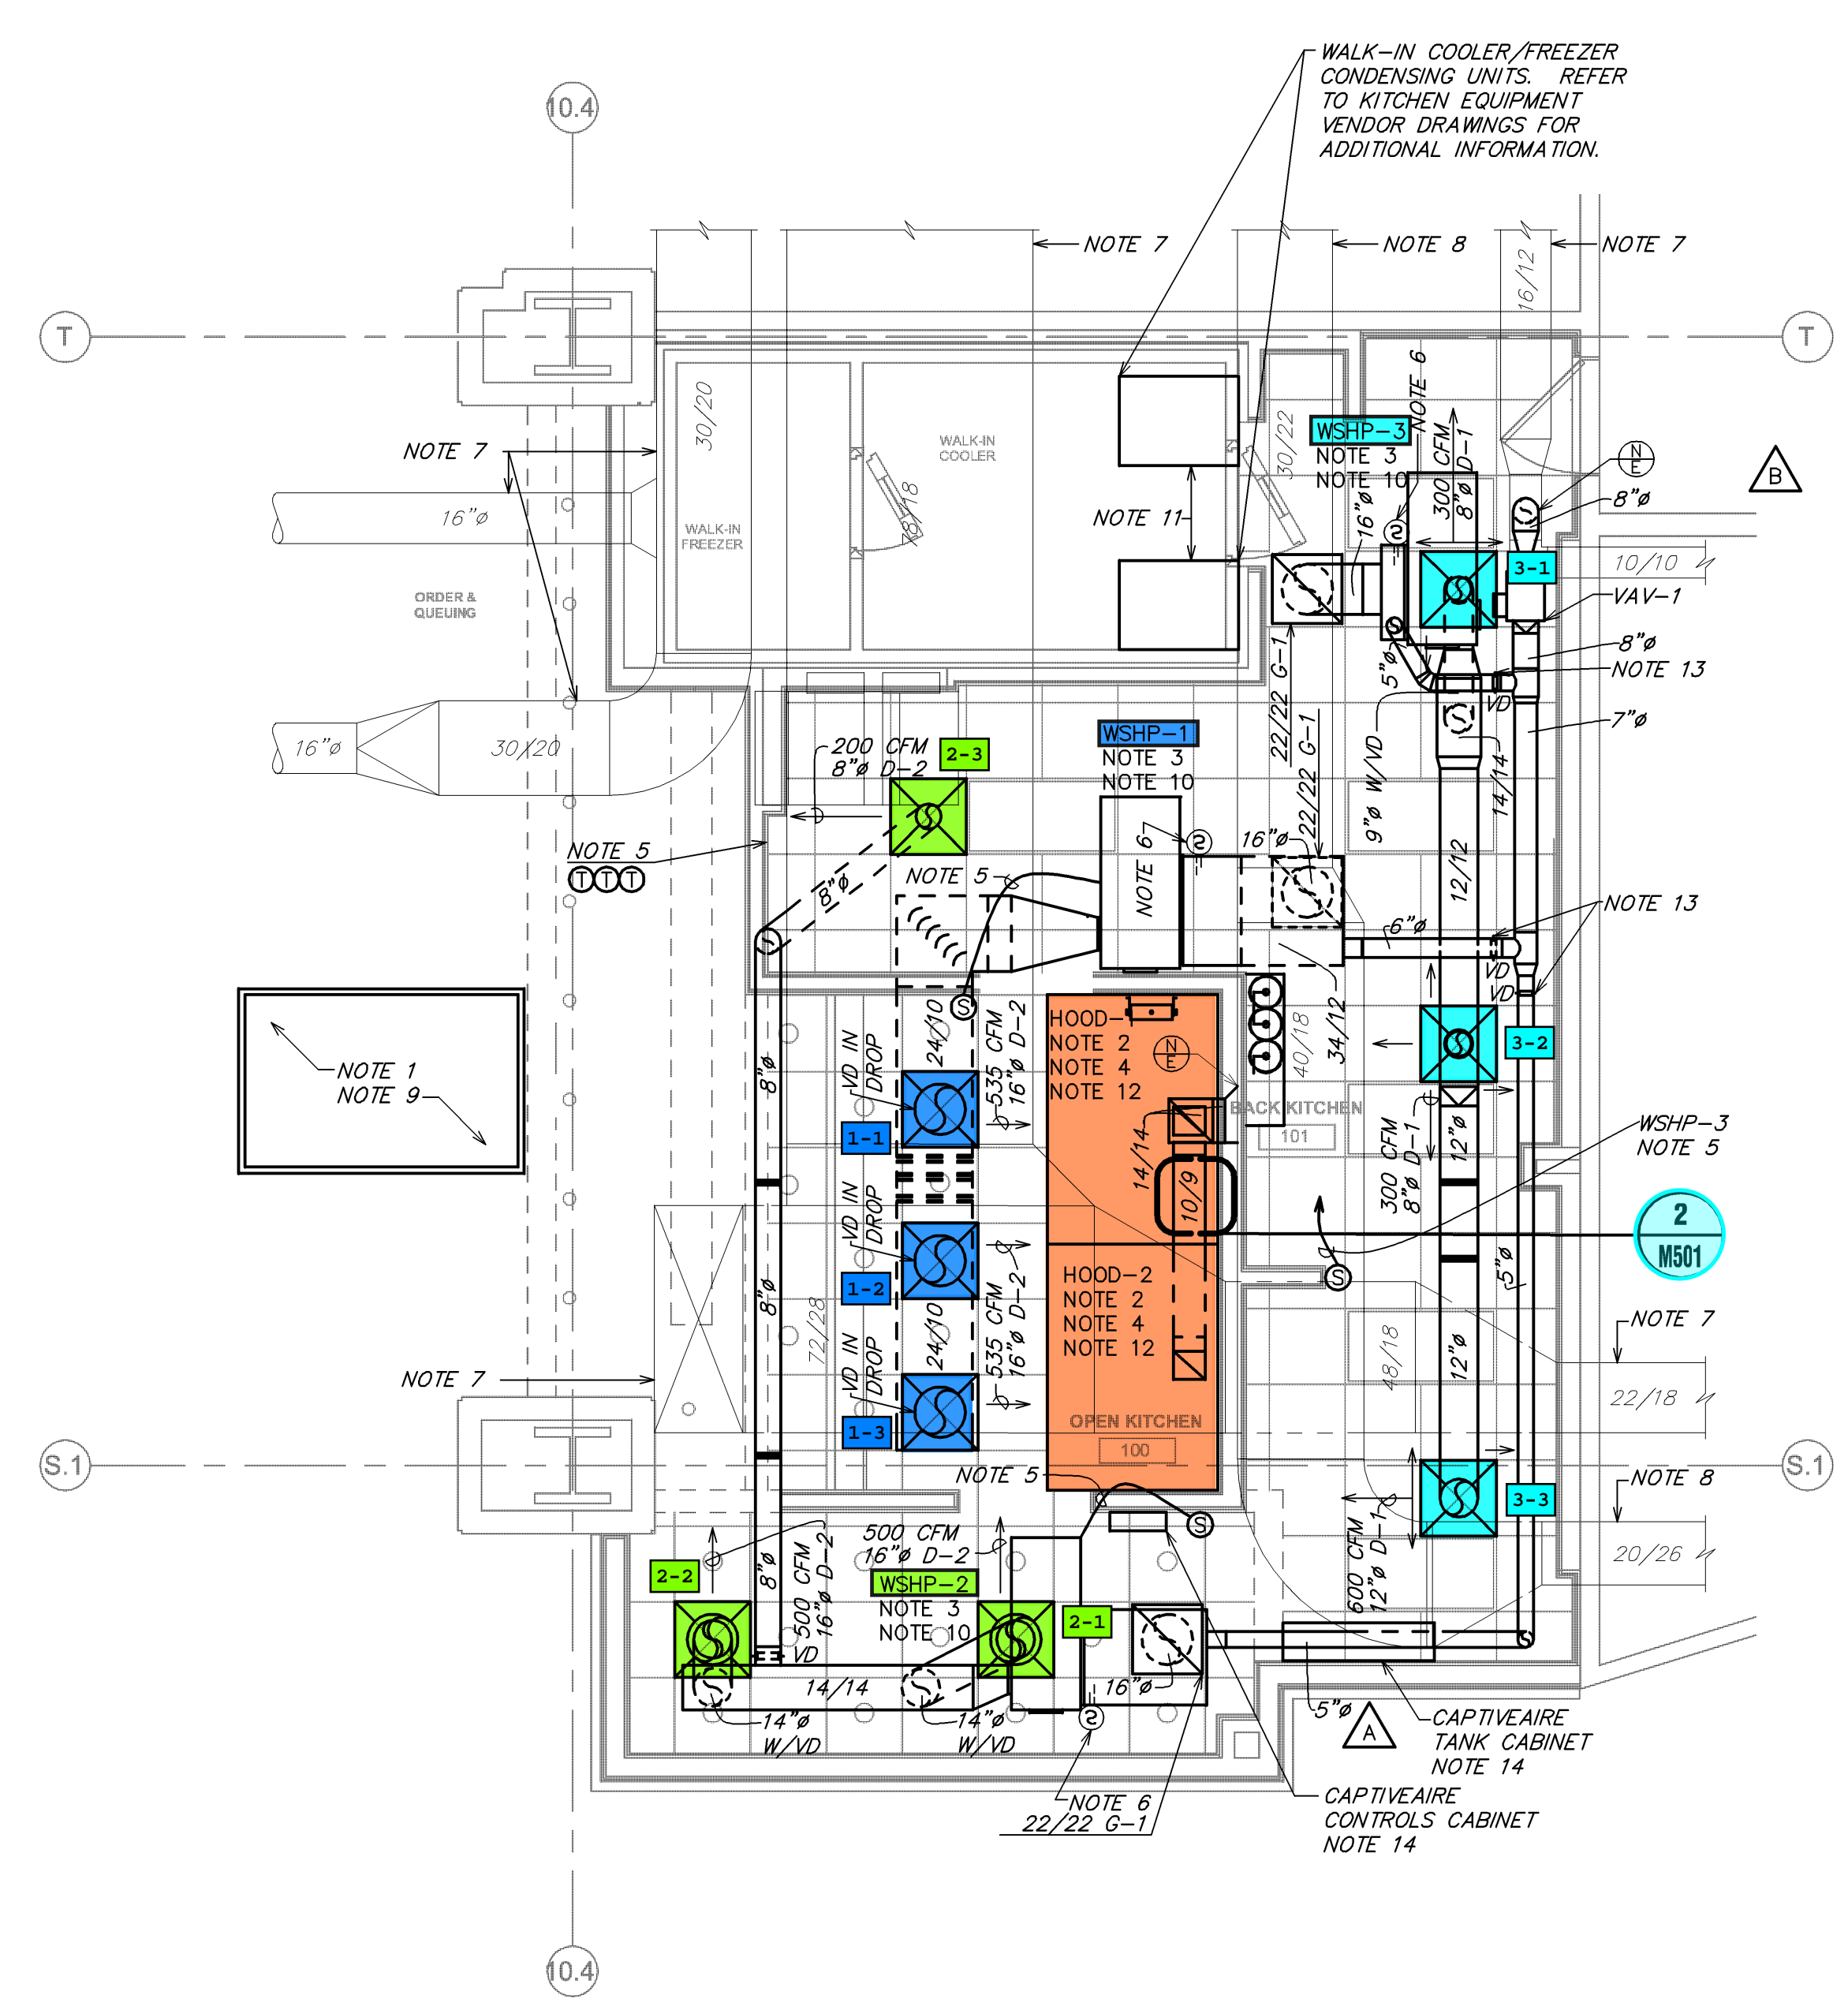 WALK-IN COOLER/FREEZER
CONDENSING UNITS. REFER
TO KITCHEN EQUIPMENT
VENDOR DRAWINGS FOR
ADDITIONAL INFORMATION.
10.4
NOTE 7
NOTE 8
NOTE 7
16/12
T
T
30/20
WALK-IN
COOLER
WALK-IN
FREEZER
78/18
NOTE 7
16"ø
30/22
WSHP-3
NOTE 3
NOTE 10
NOTE 6
300 CFM
8"ø D-1
N
E
B
8"ø
NOTE 11
16"ø
S
3-1
10/10
VAV-1
ORDER &
QUEUING
8"ø
NOTE 13
5"ø
VD
7"ø
22/22 G-1
22/22 G-1
16"ø
30/20
200 CFM
8"ø D-2
2-3
WSHP-1
NOTE 3
NOTE 10
9"ø W/VD
14/14
NOTE 5
T T T
8"ø
NOTE 5
NOTE 6
S
16"ø
12/12
NOTE 13
6"ø
VD
VD
S
24/10
535 CFM
16"ø D-2
HOOD-1
NOTE 2
NOTE 4
NOTE 12
N
E
40/18
34/12
3-2
NOTE 1
NOTE 9
8"ø
VD IN
DROP
1-1
14/14
BACK KITCHEN
101
300 CFM
8"ø D-1
12"ø
WSHP-3
NOTE 5
10/9
2
M501
8"ø
VD IN
DROP
1-2
HOOD-2
NOTE 2
NOTE 4
NOTE 12
S
5"ø
72/28
24/10
535 CFM
16"ø D-2
48/18
12"ø
NOTE 7
22/18
NOTE 7
VD IN
DROP
1-3
OPEN KITCHEN
100
S.1
S.1
NOTE 5
NOTE 8
3-3
20/26
500 CFM
16"ø D-2
S
2-2
8"ø
500 CFM
16"ø D-2
WSHP-2
NOTE 3
NOTE 10
2-1
600 CFM
12"ø D-1
VD
14/14
16"ø
5"ø
A
14"ø
W/VD
14"ø
W/VD
S
CAPTIVEAIRE
TANK CABINET
NOTE 14
NOTE 6
22/22 G-1
CAPTIVEAIRE
CONTROLS CABINET
NOTE 14
10.4